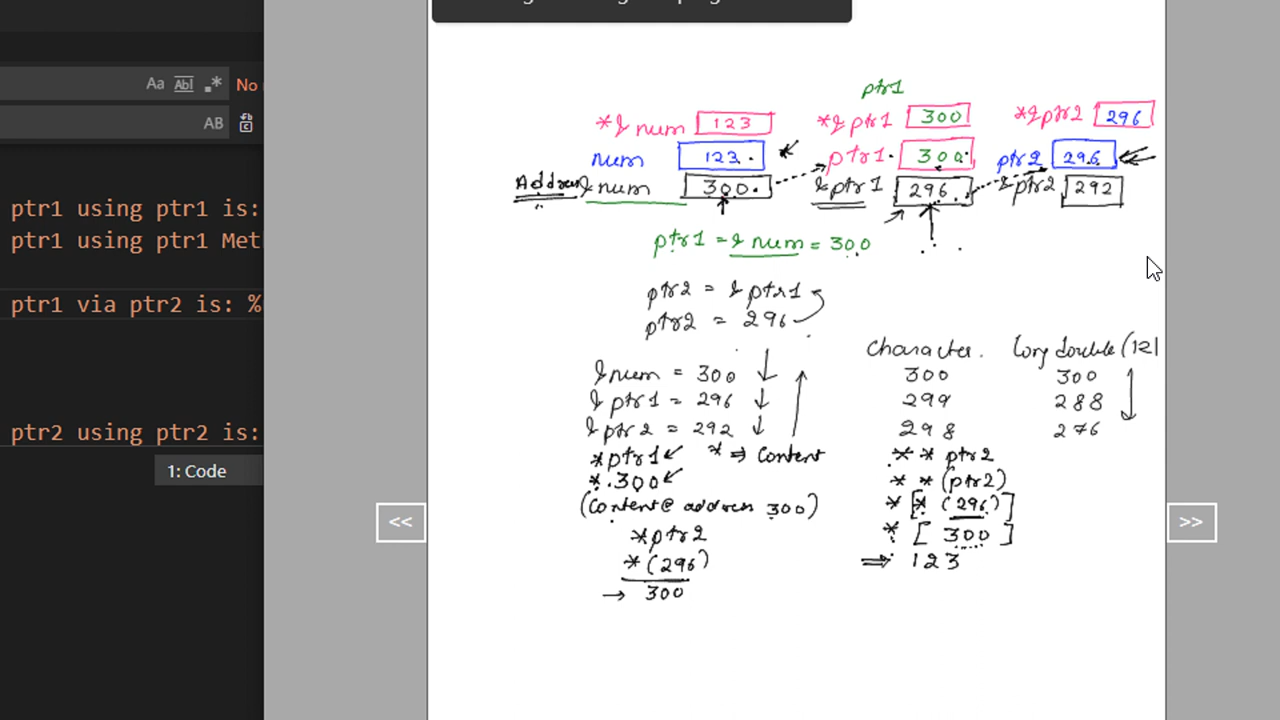 Aa Abl .* No
AB
ptr1 using ptr1 is:
ptr1 using ptr1 Met
ptr1 via ptr2 is: %
ptr2 using ptr2 is:
1: Code
<<
>>
ptr1
*&num 123 *&ptr1 300 *&ptr2 296
num 123 ptr1 300 ptr2 296
Address &num 300 &ptr1 296 &ptr2 292
ptr1 = &num = 300
ptr2 = &ptr1
ptr2 = 296
&num = 300
&ptr1 = 296
&ptr2 = 292
*ptr1 * => Content
*.300
(Content@ address 300)
*ptr2
*(296)
→ 300
Character. long double (12)
300 300
299 288
298 276
**ptr2
**(ptr2)
*[*(296)]
*[300]
=> 123